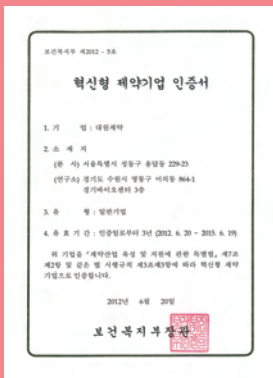 보건복지부 제2012 - 5호
혁신형 제약기업 인증서
1. 기 업 : 대원제약
2. 소 재 지
(본 사) 서울특별시 성동구 용답동 229-23
(연구소) 경기도 수원시 영통구 이의동 864-1
경기바이오센터 3층
3. 유 형 : 일반기업
4. 유 효 기 간 : 인증일로부터 3년 (2012. 6. 20 ~ 2015. 6. 19)
위 기업을 「제약산업 육성 및 지원에 관한 특별법」 제7조
제2항 및 같은 법 시행규칙 제3조제3항에 따라 혁신형 제약
기업으로 인증합니다.
2012년 6월 20일
보건복지부장관